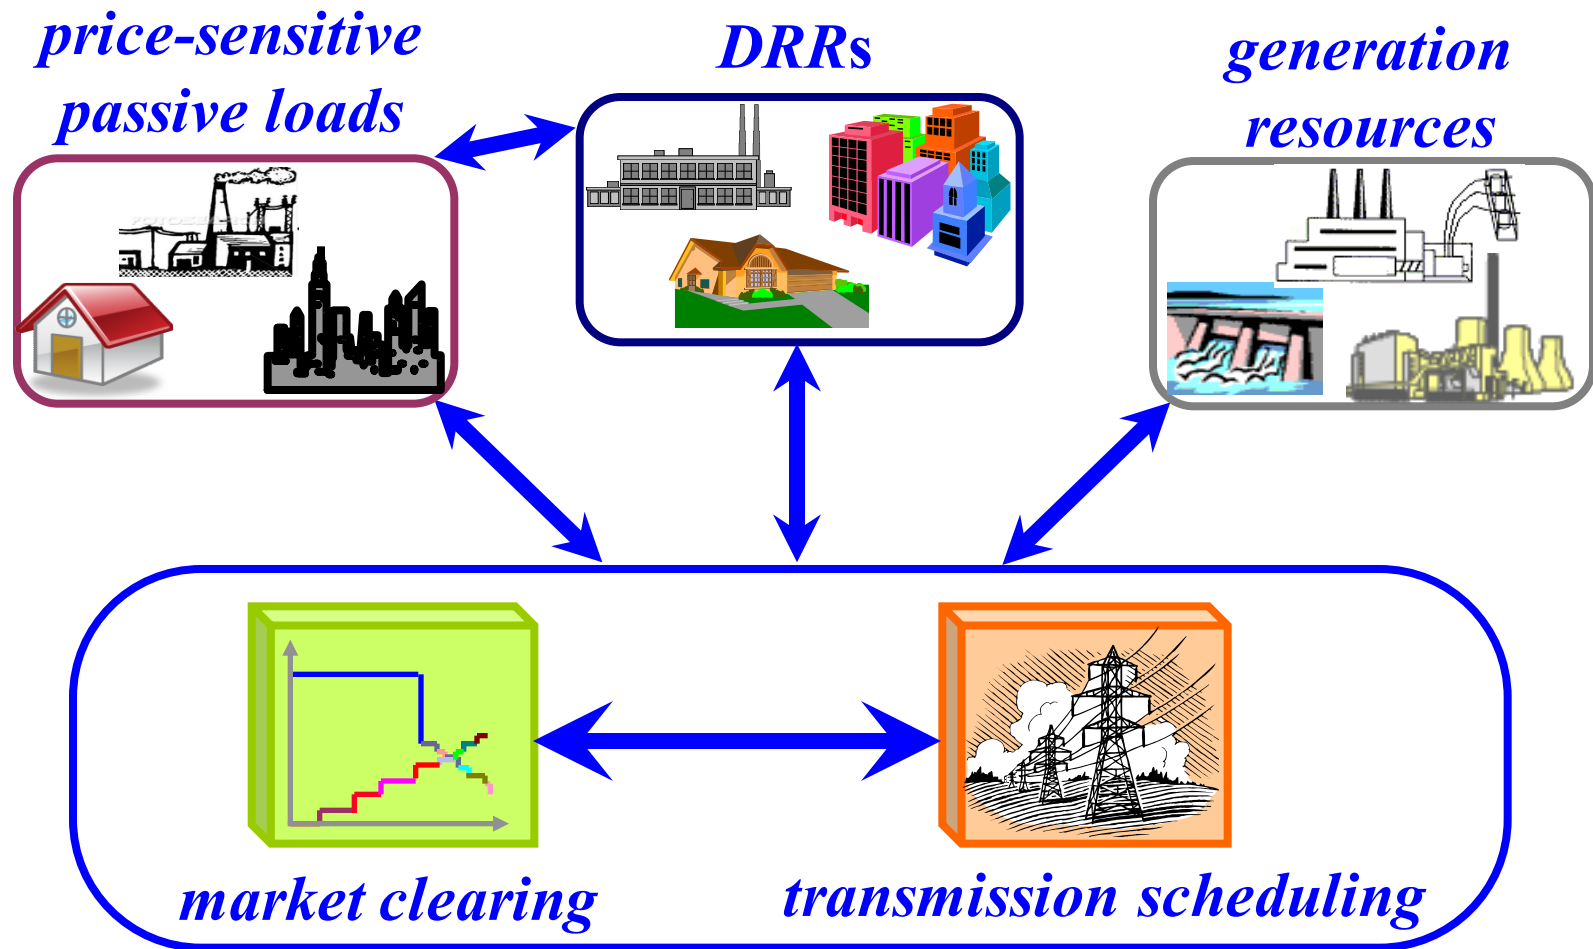 price-sensitive
passive loads
DRRs
generation
resources
market clearing
transmission scheduling